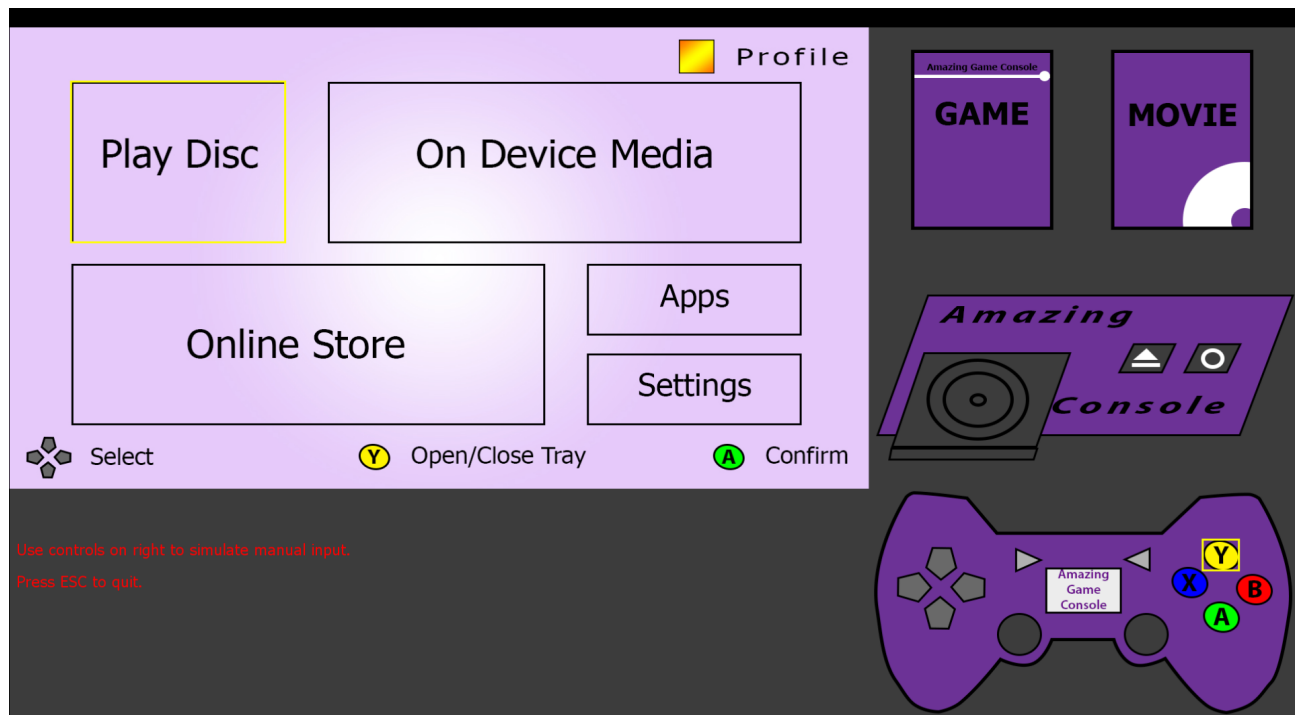 Profile
Play Disc
On Device Media
Online Store
Apps
Settings
Select
Y
Open/Close Tray
A
Confirm
Use controls on right to simulate manual input.
Press ESC to quit.
Amazing Game Console
GAME
MOVIE
Amazing
Console
Amazing
Game
Console
Y
X
B
A